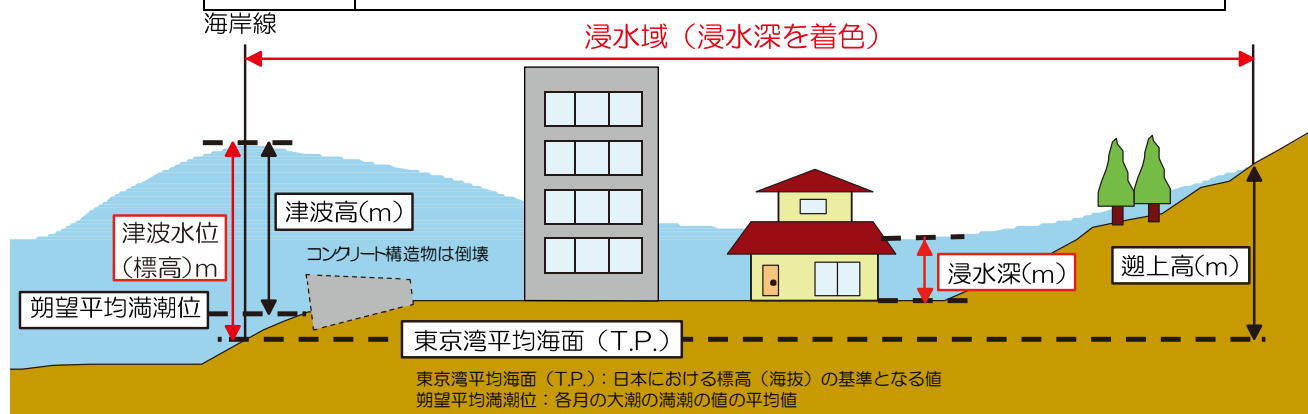 海岸線
浸水域（浸水深を着色）
津波高(m)
津波水位
(標高)m
コンクリート構造物は倒壊
浸水深(m)
遡上高(m)
朔望平均満潮位
東京湾平均海面（T.P.）
東京湾平均海面（T.P.）：日本における標高（海抜）の基準となる値
朔望平均満潮位：各月の大潮の満潮の値の平均値